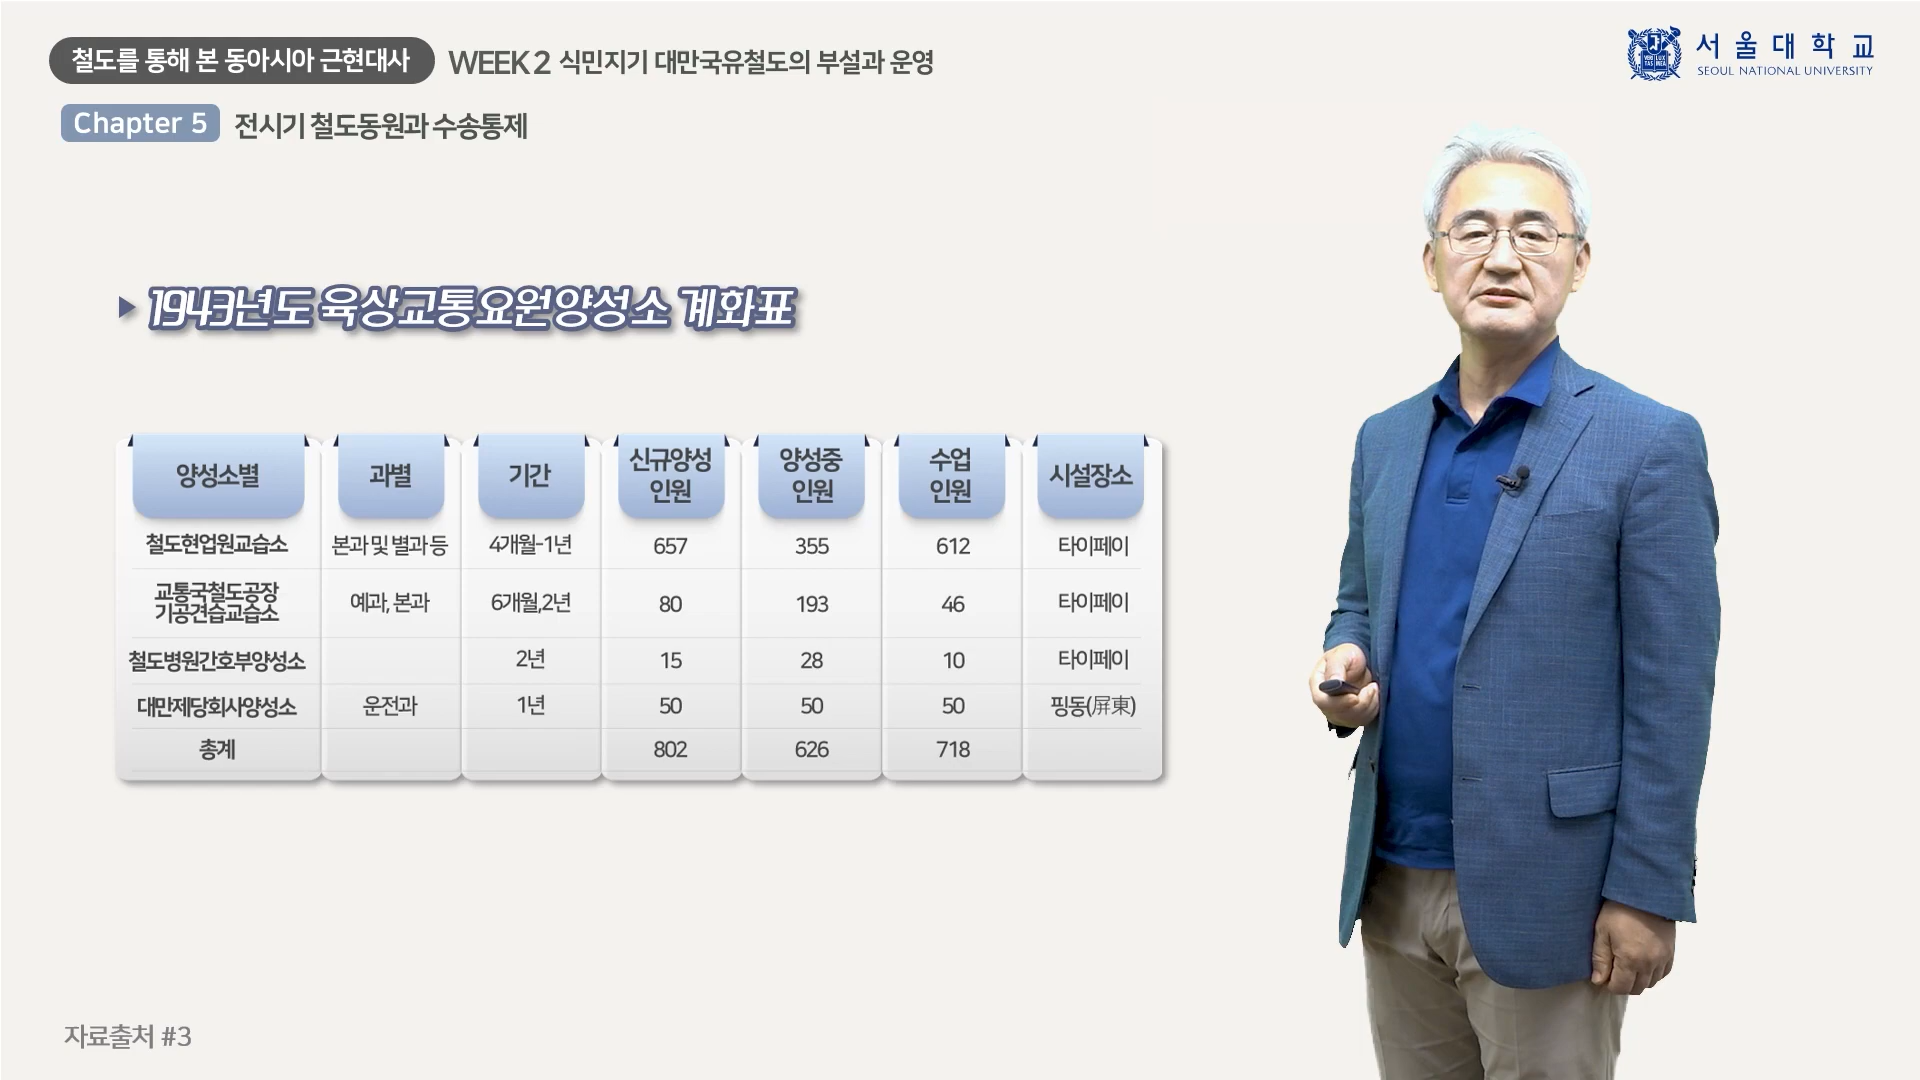 철도를 통해 본 동아시아 근현대사 WEEK 2 식민지기 대만국유철도의 부설과 운영
서울대학교
SEOUL NATIONAL UNIVERSITY
Chapter 5 전시기 철도동원과 수송통제
1943년도 육상교통요원양성소 계획표
양성소별 과별 기간 신규양성 인원 양성중 인원 수업 인원 시설장소
철도현업원교습소 본과 및 별과 등 4개월-1년 657 355 612 타이페이
교통국철도공장 기공견습교습소 예과, 본과 6개월,2년 80 193 46 타이페이
철도병원간호부양성소 2년 15 28 10 타이페이
대만제당회사양성소 운전과 1년 50 50 50 핑동(屏東)
총계 802 626 718
자료출처 #3